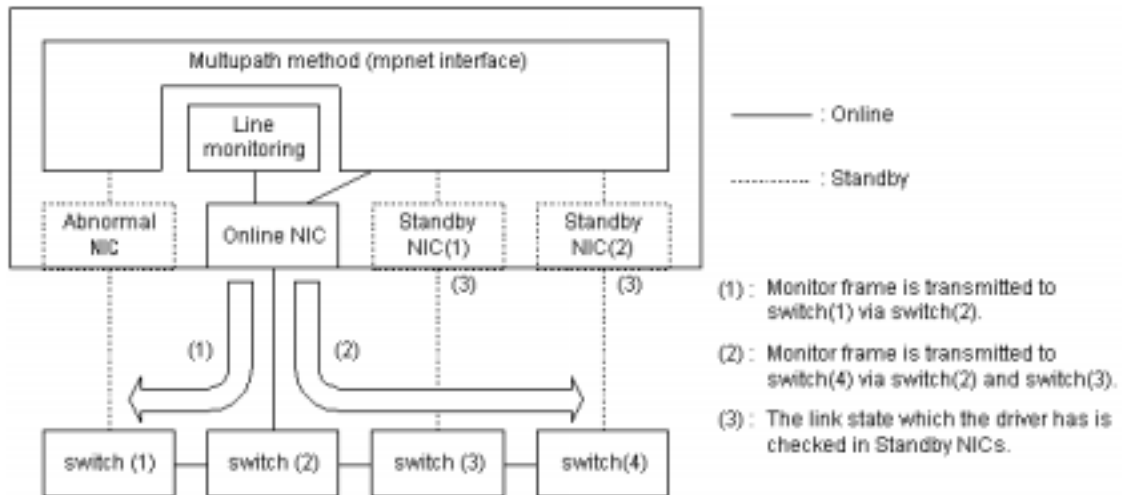 Multupath method (mpnet interface)
Line
monitoring
Abnormal
NIC
Online NIC
Standby
NIC(1)
Standby
NIC(2)
: Online
: Standby
(3)
(3)
(1)
(2)
switch (1)
switch (2)
switch (3)
switch(4)
(1) : Monitor frame is transmitted to
switch(1) via switch(2).
(2) : Monitor frame is transmitted to
switch(4) via switch(2) and switch(3).
(3) : The link state which the driver has is
checked in Standby NICs.